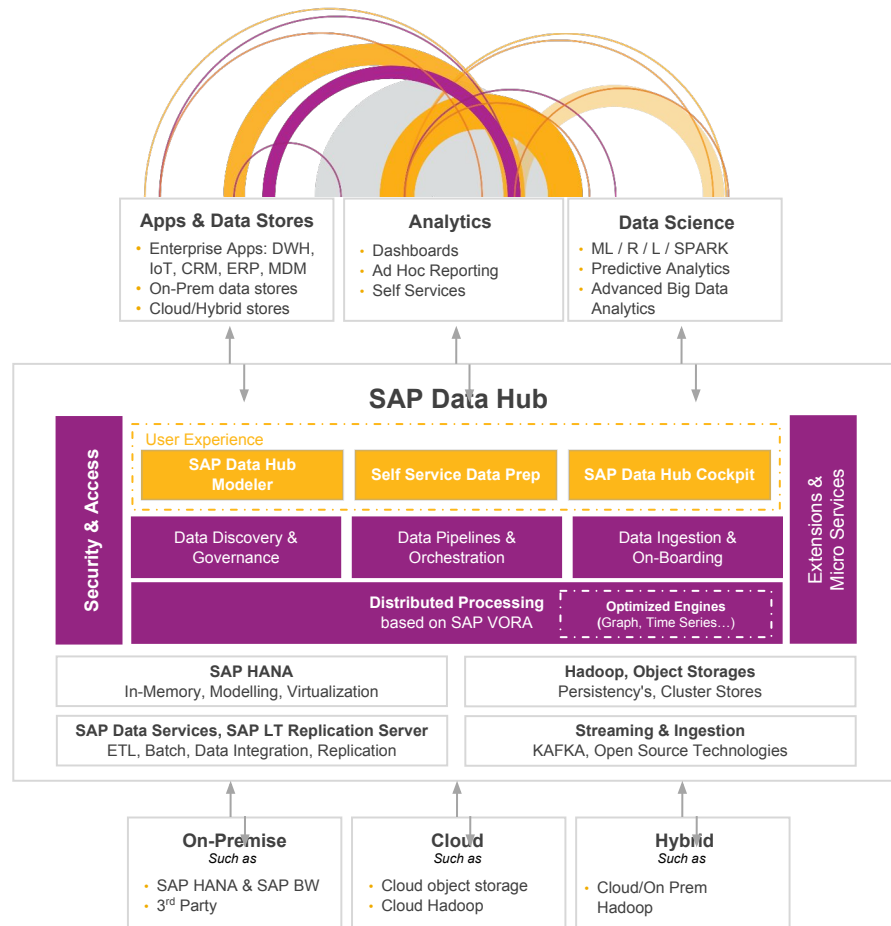 Apps & Data Stores
• Enterprise Apps: DWH,
IoT, CRM, ERP, MDM
• On-Prem data stores
• Cloud/Hybrid stores
Analytics
• Dashboards
• Ad Hoc Reporting
• Self Services
Data Science
• ML / R / L / SPARK
• Predictive Analytics
• Advanced Big Data
Analytics
SAP Data Hub
Security & Access
User Experience
SAP Data Hub
Modeler
Self Service Data Prep
SAP Data Hub Cockpit
Data Discovery &
Governance
Data Pipelines &
Orchestration
Data Ingestion &
On-Boarding
Distributed Processing
based on SAP VORA
Optimized Engines
(Graph, Time Series…)
Extensions &
Micro Services
SAP HANA
In-Memory, Modelling, Virtualization
Hadoop, Object Storages
Persistency's, Cluster Stores
SAP Data Services, SAP LT Replication Server
ETL, Batch, Data Integration, Replication
Streaming & Ingestion
KAFKA, Open Source Technologies
On-Premise
Such as
• SAP HANA & SAP BW
• 3rd Party
Cloud
Such as
• Cloud object storage
• Cloud Hadoop
Hybrid
Such as
• Cloud/On Prem
Hadoop